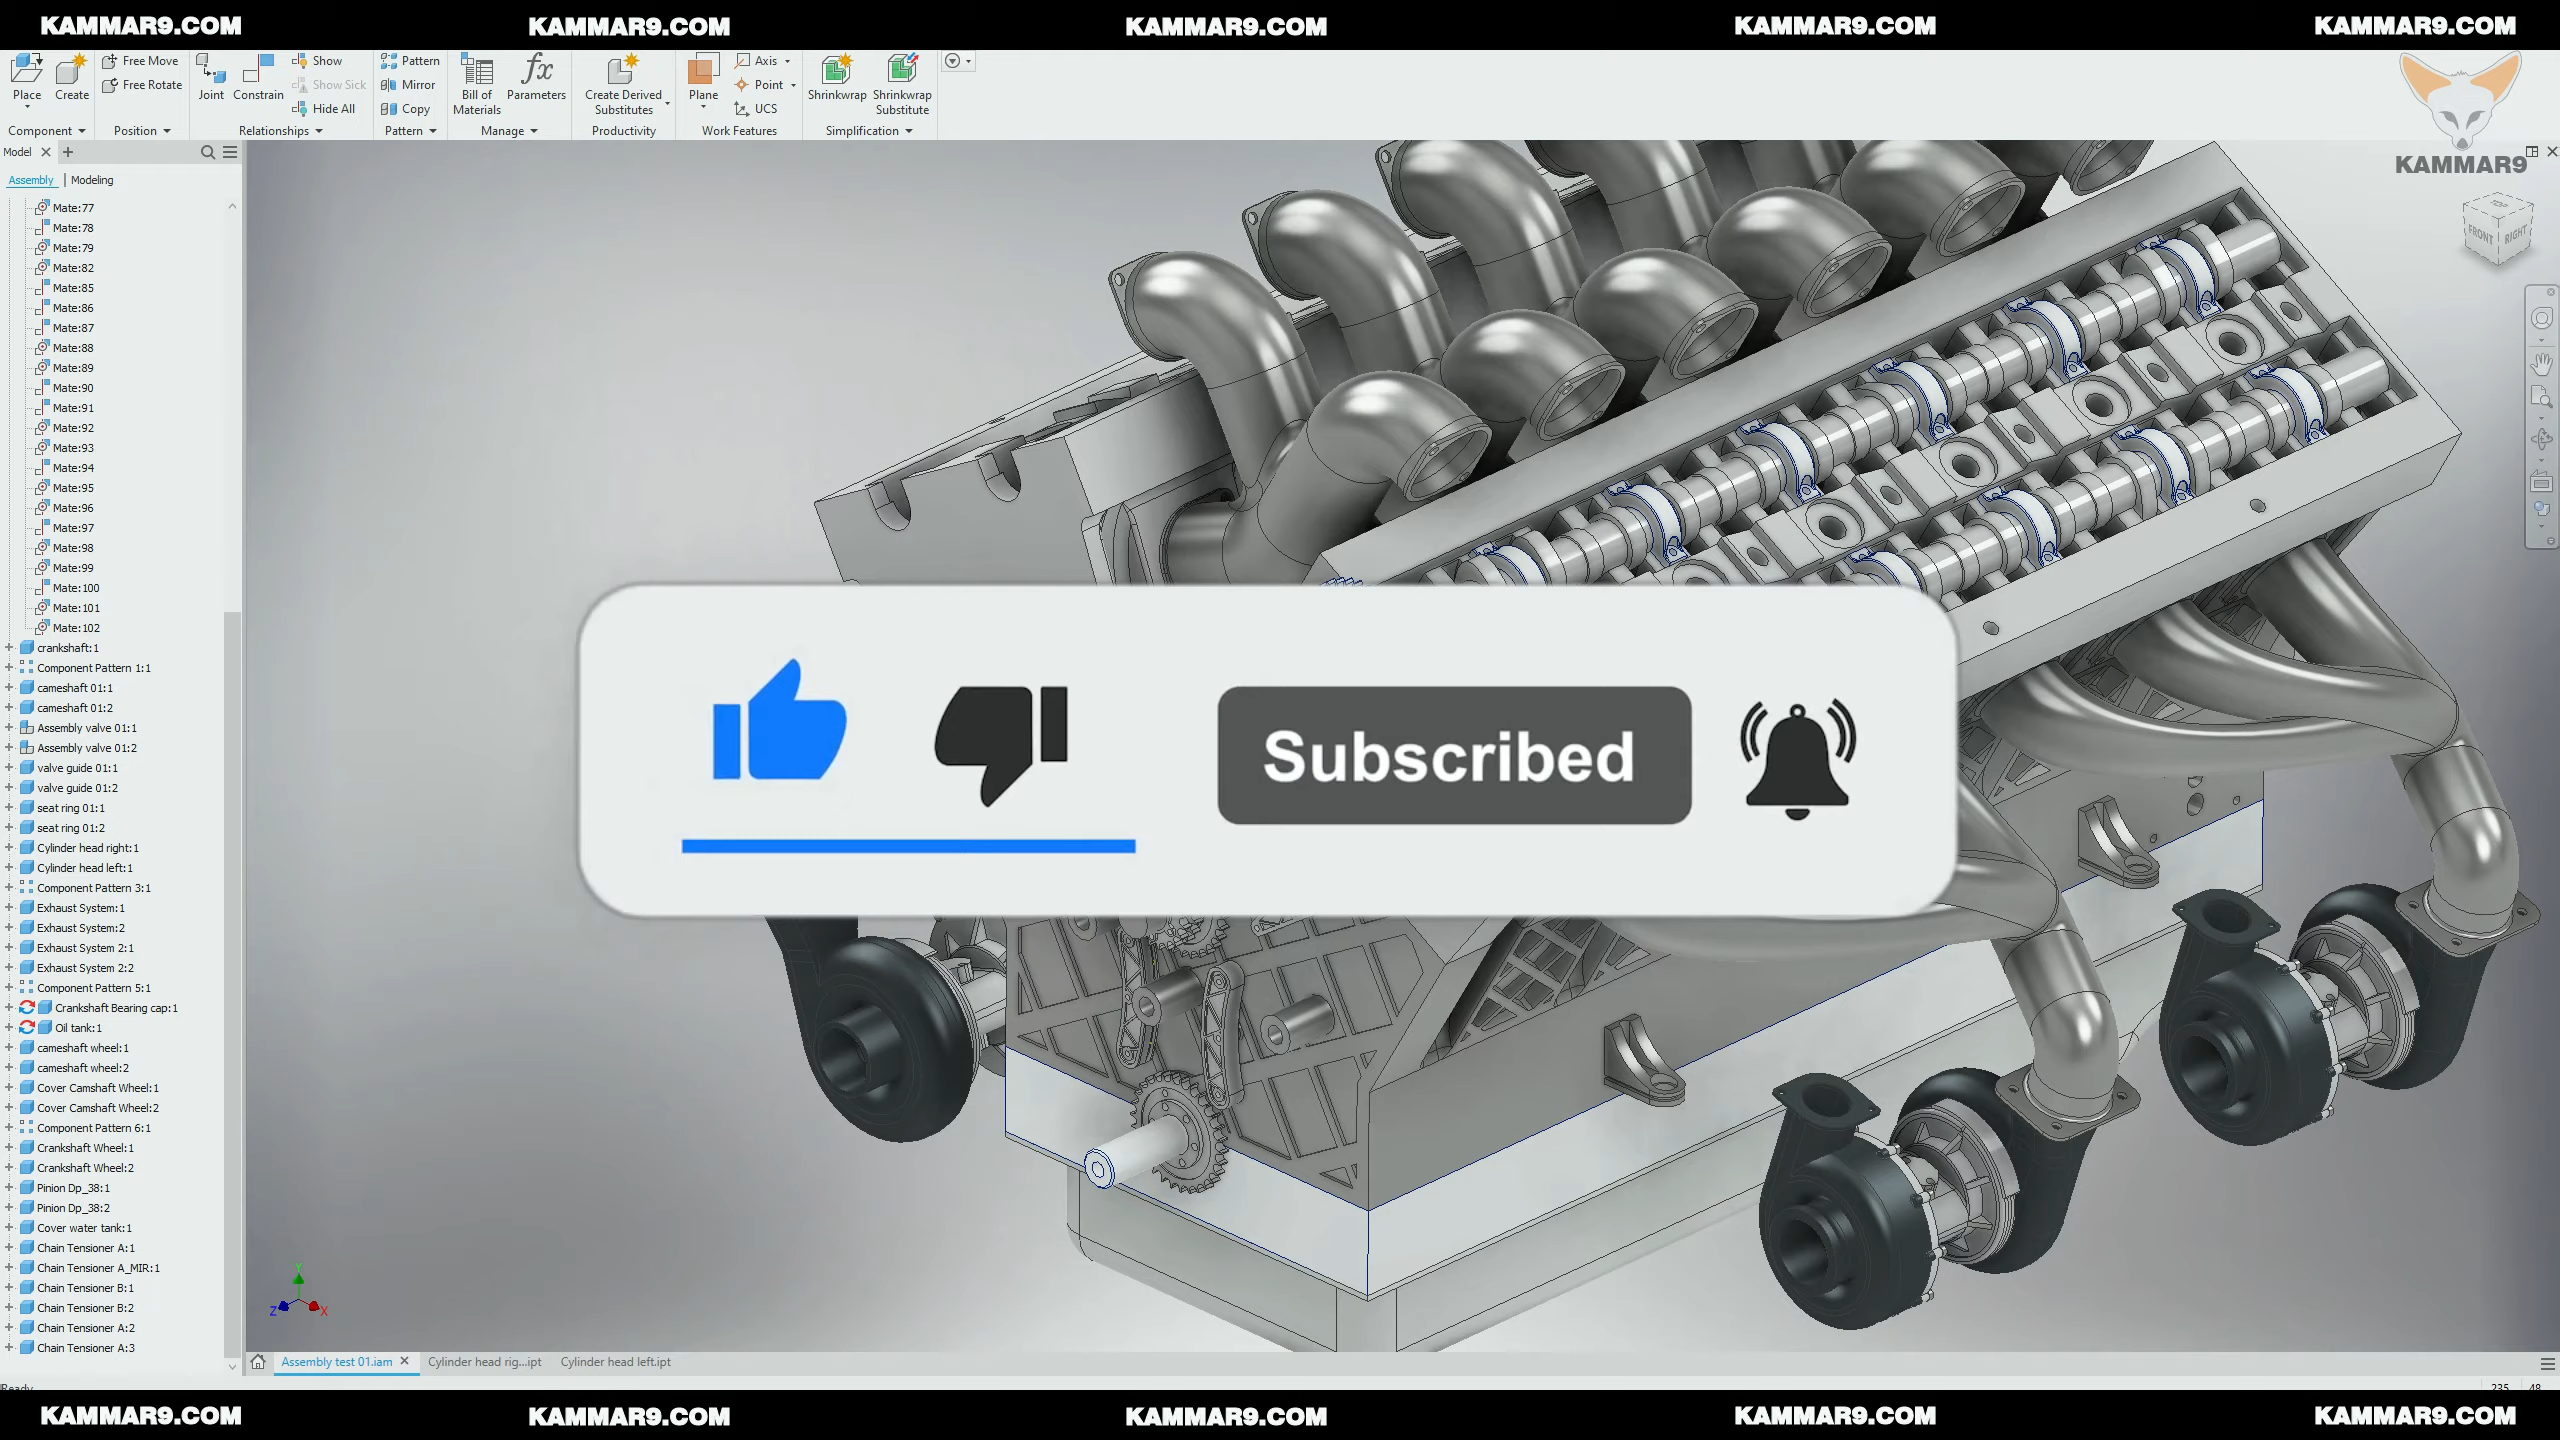 KAMMAR9.COM KAMMAR9.COM KAMMAR9.COM KAMMAR9.COM KAMMAR9.COM
Place
Create
Free Move
Free Rotate
Joint
Constrain
Show
Show Sick
Hide All
Pattern
Mirror
Copy
Bill of
Materials
Parameters
Create Derived
Substitutes
Plane
Axis
Point
UCS
Shrinkwrap
Shrinkwrap
Substitute
Component
Position
Relationships
Pattern
Manage
Productivity
Work Features
Simplification
KAMMAR9
TOP
FRONT
RIGHT
Model
Assembly | Modeling
Mate:77
Mate:78
Mate:79
Mate:82
Mate:85
Mate:86
Mate:87
Mate:88
Mate:89
Mate:90
Mate:91
Mate:92
Mate:93
Mate:94
Mate:95
Mate:96
Mate:97
Mate:98
Mate:99
Mate:100
Mate:101
Mate:102
crankshaft:1
Component Pattern 1:1
cameshaft 01:1
cameshaft 01:2
Assembly valve 01:1
Assembly valve 01:2
valve guide 01:1
valve guide 01:2
seat ring 01:1
seat ring 01:2
Cylinder head right:1
Cylinder head left:1
Component Pattern 3:1
Exhaust System:1
Exhaust System:2
Exhaust System 2:1
Exhaust System 2:2
Component Pattern 5:1
Crankshaft Bearing cap:1
Oil tank:1
cameshaft wheel:1
cameshaft wheel:2
Cover Camshaft Wheel:1
Cover Camshaft Wheel:2
Component Pattern 6:1
Crankshaft Wheel:1
Crankshaft Wheel:2
Pinion Dp_38:1
Pinion Dp_38:2
Cover water tank:1
Chain Tensioner A:1
Chain Tensioner A_MIR:1
Chain Tensioner B:1
Chain Tensioner B:2
Chain Tensioner A:2
Chain Tensioner A:3
Subscribed
Y
Z
X
Assembly test 01.iam
Cylinder head rig...ipt
Cylinder head left.ipt
Ready
235 48
KAMMAR9.COM KAMMAR9.COM KAMMAR9.COM KAMMAR9.COM KAMMAR9.COM